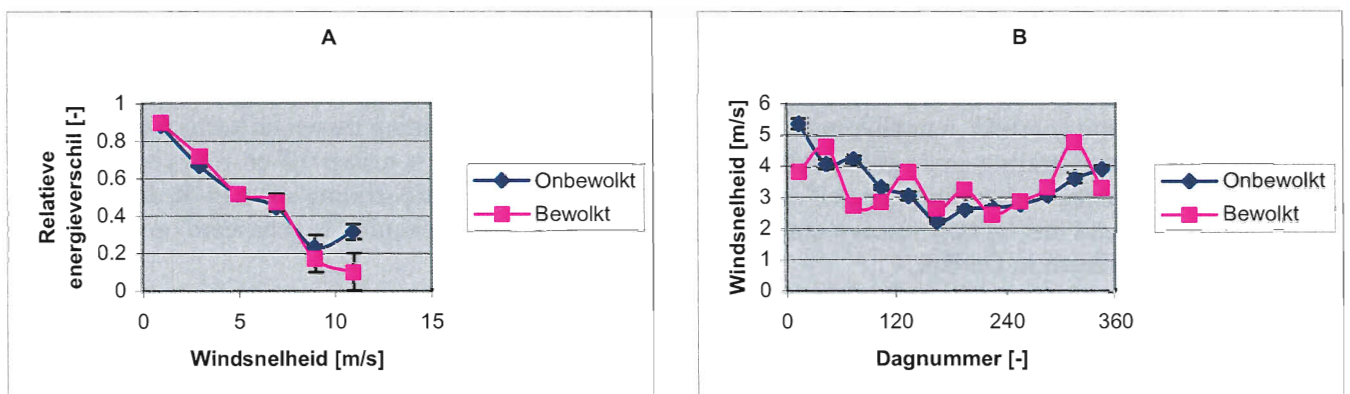 A
Relatieve
energieverschil [-]
1
0.8
0.6
0.4
0.2
0
0
5
10
15
Windsnelheid [m/s]
Onbewolkt
Bewolkt
B
Windsnelheid [m/s]
6
5
4
3
2
1
0
0
120
240
360
Dagnummer [-]
Onbewolkt
Bewolkt